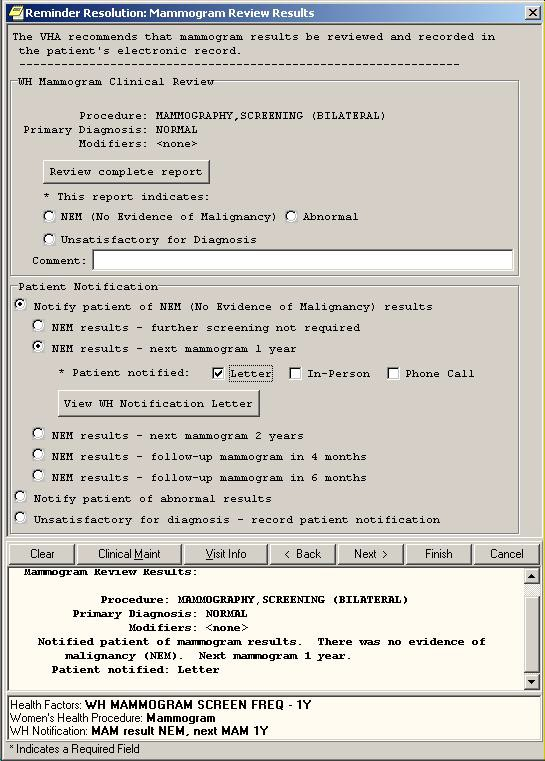 Reminder Resolution: Mammogram Review Results
The VHA recommends that mammogram results be reviewed and recorded in
the patient's electronic record.
---------------------------------------------------------------
WH Mammogram Clinical Review
Procedure: MAMMOGRAPHY,SCREENING (BILATERAL)
Primary Diagnosis: NORMAL
Modifiers: <none>
Review complete report
* This report indicates:
NEM (No Evidence of Malignancy) Abnormal
Unsatisfactory for Diagnosis
Comment:
Patient Notification
Notify patient of NEM (No Evidence of Malignancy) results
NEM results - further screening not required
NEM results - next mammogram 1 year
* Patient notified: Letter In-Person Phone Call
View WH Notification Letter
NEM results - next mammogram 2 years
NEM results - follow-up mammogram in 4 months
NEM results - follow-up mammogram in 6 months
Notify patient of abnormal results
Unsatisfactory for diagnosis - record patient notification
Clear Clinical Maint Visit Info < Back Next > Finish Cancel
Mammogram Review Results:
Procedure: MAMMOGRAPHY,SCREENING (BILATERAL)
Primary Diagnosis: NORMAL
Modifiers: <none>
Notified patient of mammogram results. There was no evidence of
malignancy (NEM). Next mammogram 1 year.
Patient notified: Letter
Health Factors: WH MAMMOGRAM SCREEN FREQ - 1Y
Women's Health Procedure: Mammogram
WH Notification: MAM result NEM, next MAM 1Y
* Indicates a Required Field